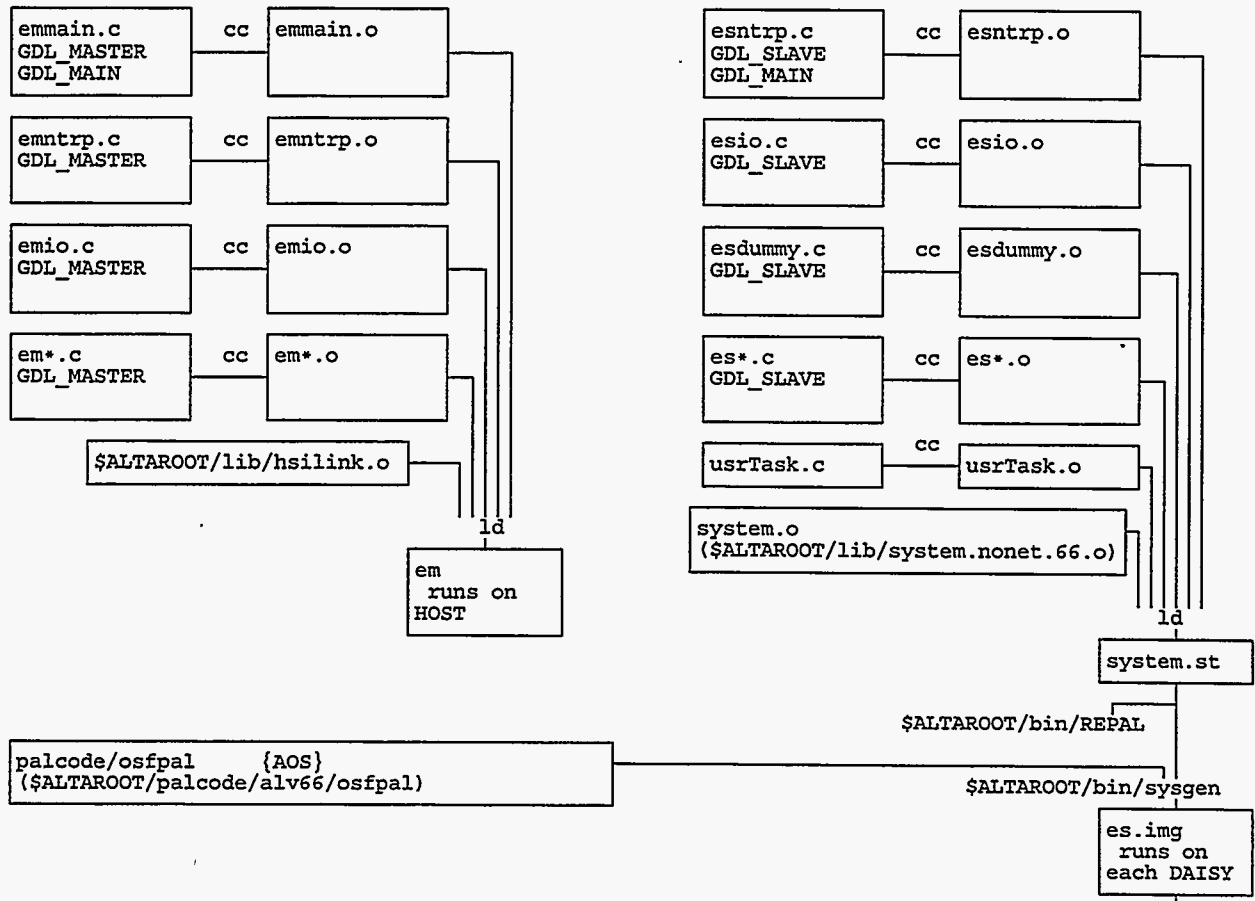 emmain.c
GDL_MASTER
GDL_MAIN
cc
emmain.o
emntrp.c
GDL_MASTER
cc
emntrp.o
emio.c
GDL_MASTER
cc
emio.o
em*.c
GDL_MASTER
cc
em*.o
$ALTAROOT/lib/hsilink.o
ld
em
runs on
HOST
esntrp.c
GDL_SLAVE
GDL_MAIN
cc
esntrp.o
esio.c
GDL_SLAVE
cc
esio.o
esdummy.c
GDL_SLAVE
cc
esdummy.o
es*.c
GDL_SLAVE
cc
es*.o
usrTask.c
cc
usrTask.o
system.o
($ALTAROOT/lib/system.nonet.66.o)
ld
system.st
$ALTAROOT/bin/REPAL
palcode/osfpal {AOS}
($ALTAROOT/palcode/alv66/osfpal)
$ALTAROOT/bin/sysgen
es.img
runs on
each DAISY